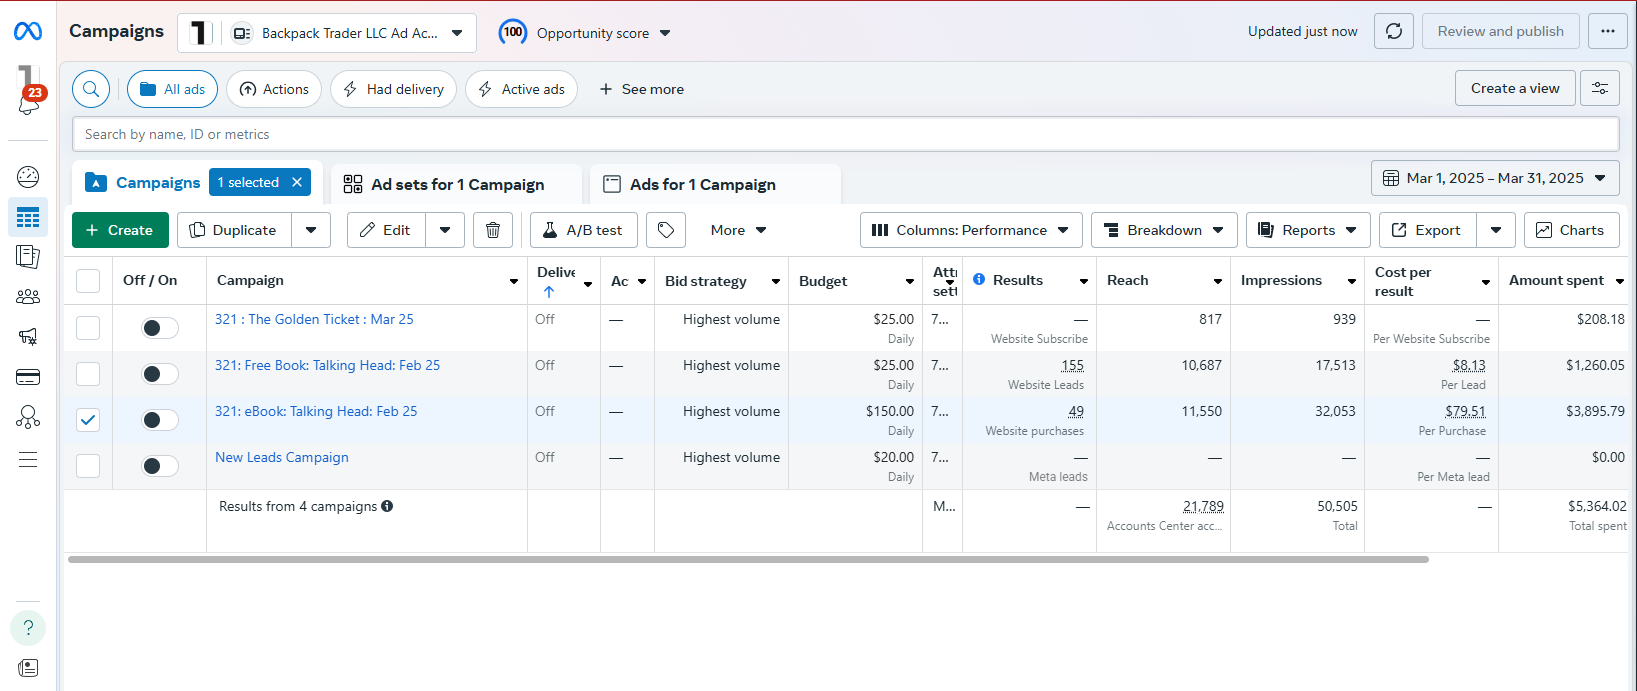 Campaigns
Backpack Trader LLC Ad Ac...
100
Opportunity score
Updated just now
Review and publish
23
All ads
Actions
Had delivery
Active ads
+ See more
Create a view
Search by name, ID or metrics
Campaigns 1 selected
Ad sets for 1 Campaign
Ads for 1 Campaign
Mar 1, 2025 – Mar 31, 2025
+ Create
Duplicate
Edit
A/B test
More
Columns: Performance
Breakdown
Reports
Export
Charts
Off / On
Campaign
Delive
Ac
Bid strategy
Budget
Att
sett
Results
Reach
Impressions
Cost per
result
Amount spent
321 : The Golden Ticket : Mar 25 Off — Highest volume $25.00 7... — 817 939 — $208.18
Daily Website Subscribe Per Website Subscribe
321: Free Book: Talking Head: Feb 25 Off — Highest volume $25.00 7... 155 10,687 17,513 $8.13 $1,260.05
Daily Website Leads Per Lead
321: eBook: Talking Head: Feb 25 Off — Highest volume $150.00 7... 49 11,550 32,053 $79.51 $3,895.79
Daily Website purchases Per Purchase
New Leads Campaign Off — Highest volume $20.00 7... — — — — $0.00
Daily Meta leads Per Meta lead
Results from 4 campaigns M... — 21,789 50,505 — $5,364.02
Accounts Center acc... Total Total spent
?